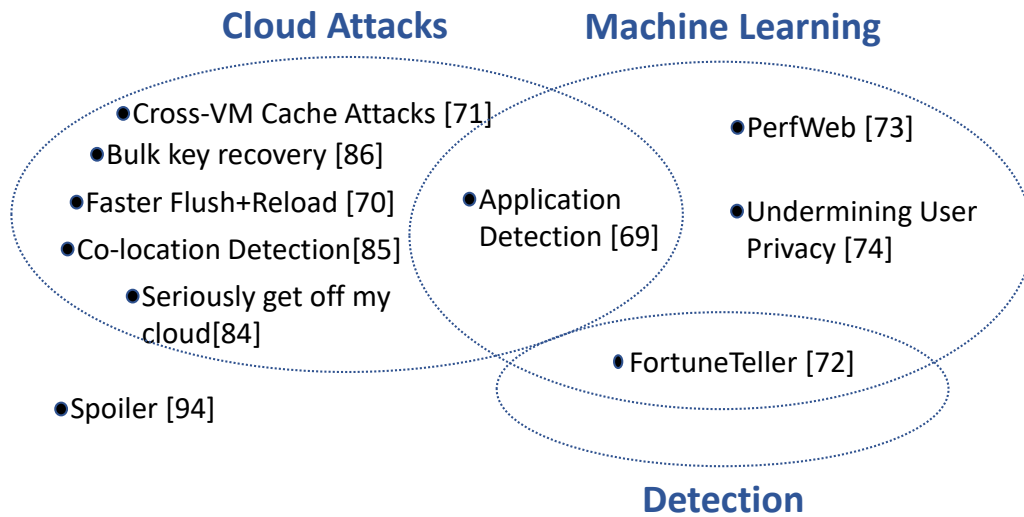 Cloud Attacks
Machine Learning
Cross-VM Cache Attacks [71]
Bulk key recovery [86]
Faster Flush+Reload [70]
Co-location Detection[85]
Seriously get off my
cloud[84]
Application
Detection [69]
PerfWeb [73]
Undermining User
Privacy [74]
FortuneTeller [72]
Spoiler [94]
Detection